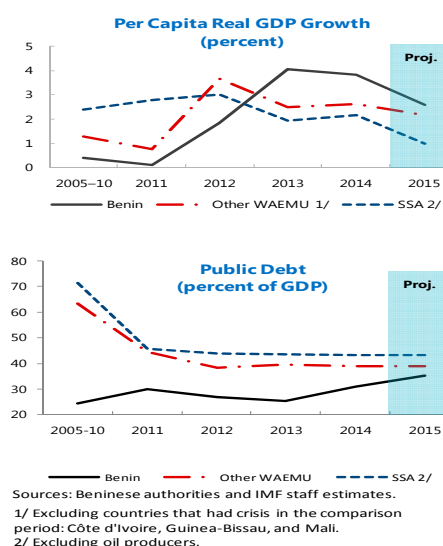 Per Capita Real GDP Growth
(percent)
5
4
3
2
1
0
Proj.
2005–10 2011 2012 2013 2014 2015
Benin Other WAEMU 1/ SSA 2/
80
70
60
50
40
30
20
Public Debt
(percent of GDP)
Proj.
2005-10 2011 2012 2013 2014 2015
Benin Other WAEMU SSA 2/
Sources: Beninese authorities and IMF staff estimates.
1/ Excluding countries that had crisis in the comparison
period: Côte d'Ivoire, Guinea-Bissau, and Mali.
2/ Excluding oil producers.